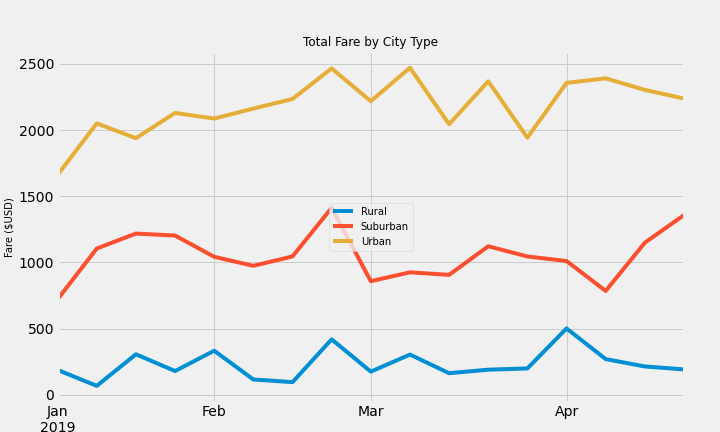 Total Fare by City Type
Fare ($USD)
2500
2000
1500
1000
500
0
Rural
Suburban
Urban
Jan Feb Mar Apr
2019